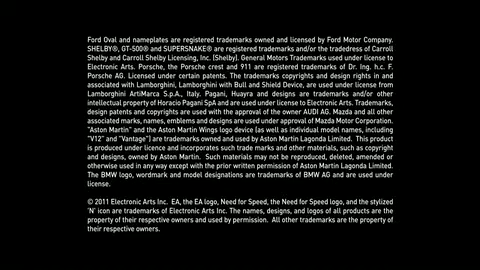 Ford Oval and nameplates are registered trademarks owned and licensed by Ford Motor Company.
SHELBY®, GT-500® and SUPERSNAKE® are registered trademarks and/or the tradedress of Carroll
Shelby and Carroll Shelby Licensing, Inc. (Shelby). General Motors Trademarks used under license to
Electronic Arts. Porsche, the Porsche crest and 911 are registered trademarks of Dr. Ing. h.c. F.
Porsche AG. Licensed under certain patents. The trademarks copyrights and design rights in and
associated with Lamborghini, Lamborghini with Bull and Shield Device, are used under license from
Lamborghini ArtiMarca S.p.A., Italy. Pagani, Huayra and designs are trademarks and/or other
intellectual property of Horacio Pagani SpA and are used under license to Electronic Arts. Trademarks,
design patents and copyrights are used with the approval of the owner AUDI AG. Mazda and all other
associated marks, names, emblems and designs are used under approval of Mazda Motor Corporation.
"Aston Martin" and the Aston Martin Wings logo device (as well as individual model names, including
"V12" and "Vantage") are trademarks owned and used by Aston Martin Lagonda Limited. This product
is produced under licence and incorporates such trade marks and other materials, such as copyright
and designs, owned by Aston Martin. Such materials may not be reproduced, deleted, amended or
otherwise used in any way except with the prior written permission of Aston Martin Lagonda Limited.
The BMW logo, wordmark and model designations are trademarks of BMW AG and are used under
license.
© 2011 Electronic Arts Inc. EA, the EA logo, Need for Speed, the Need for Speed logo, and the stylized
'N' icon are trademarks of Electronic Arts Inc. The names, designs, and logos of all products are the
property of their respective owners and used by permission. All other trademarks are the property of
their respective owners.